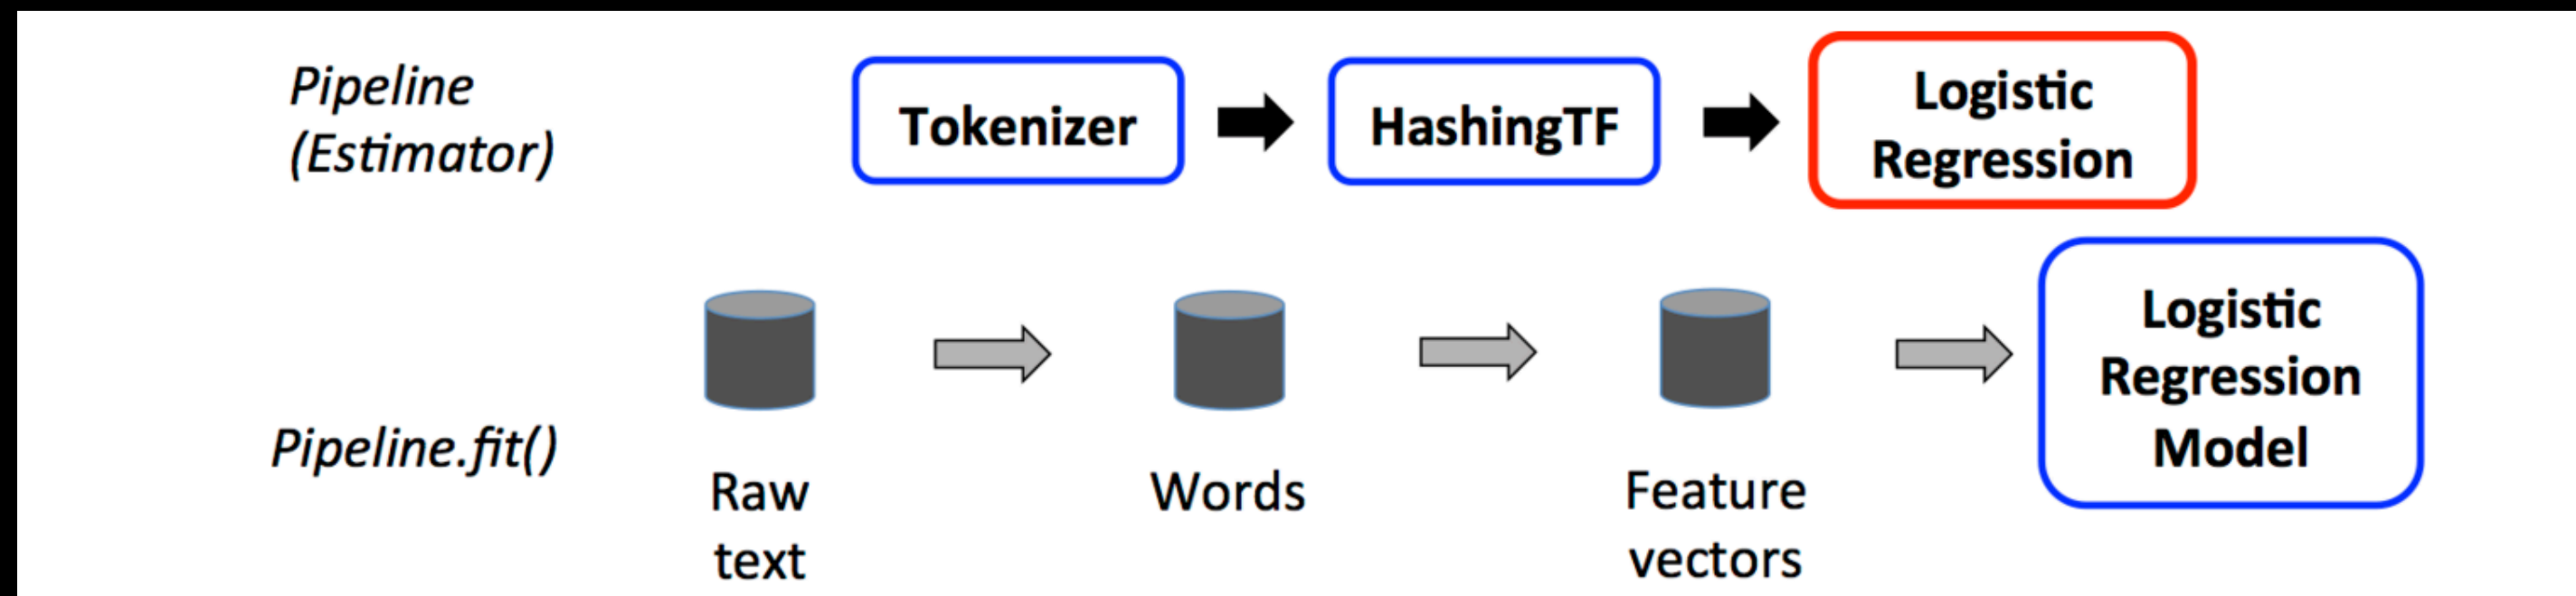 Pipeline
(Estimator)
Tokenizer
HashingTF
Logistic
Regression
Pipeline.fit()
Raw
text
Words
Feature
vectors
Logistic
Regression
Model